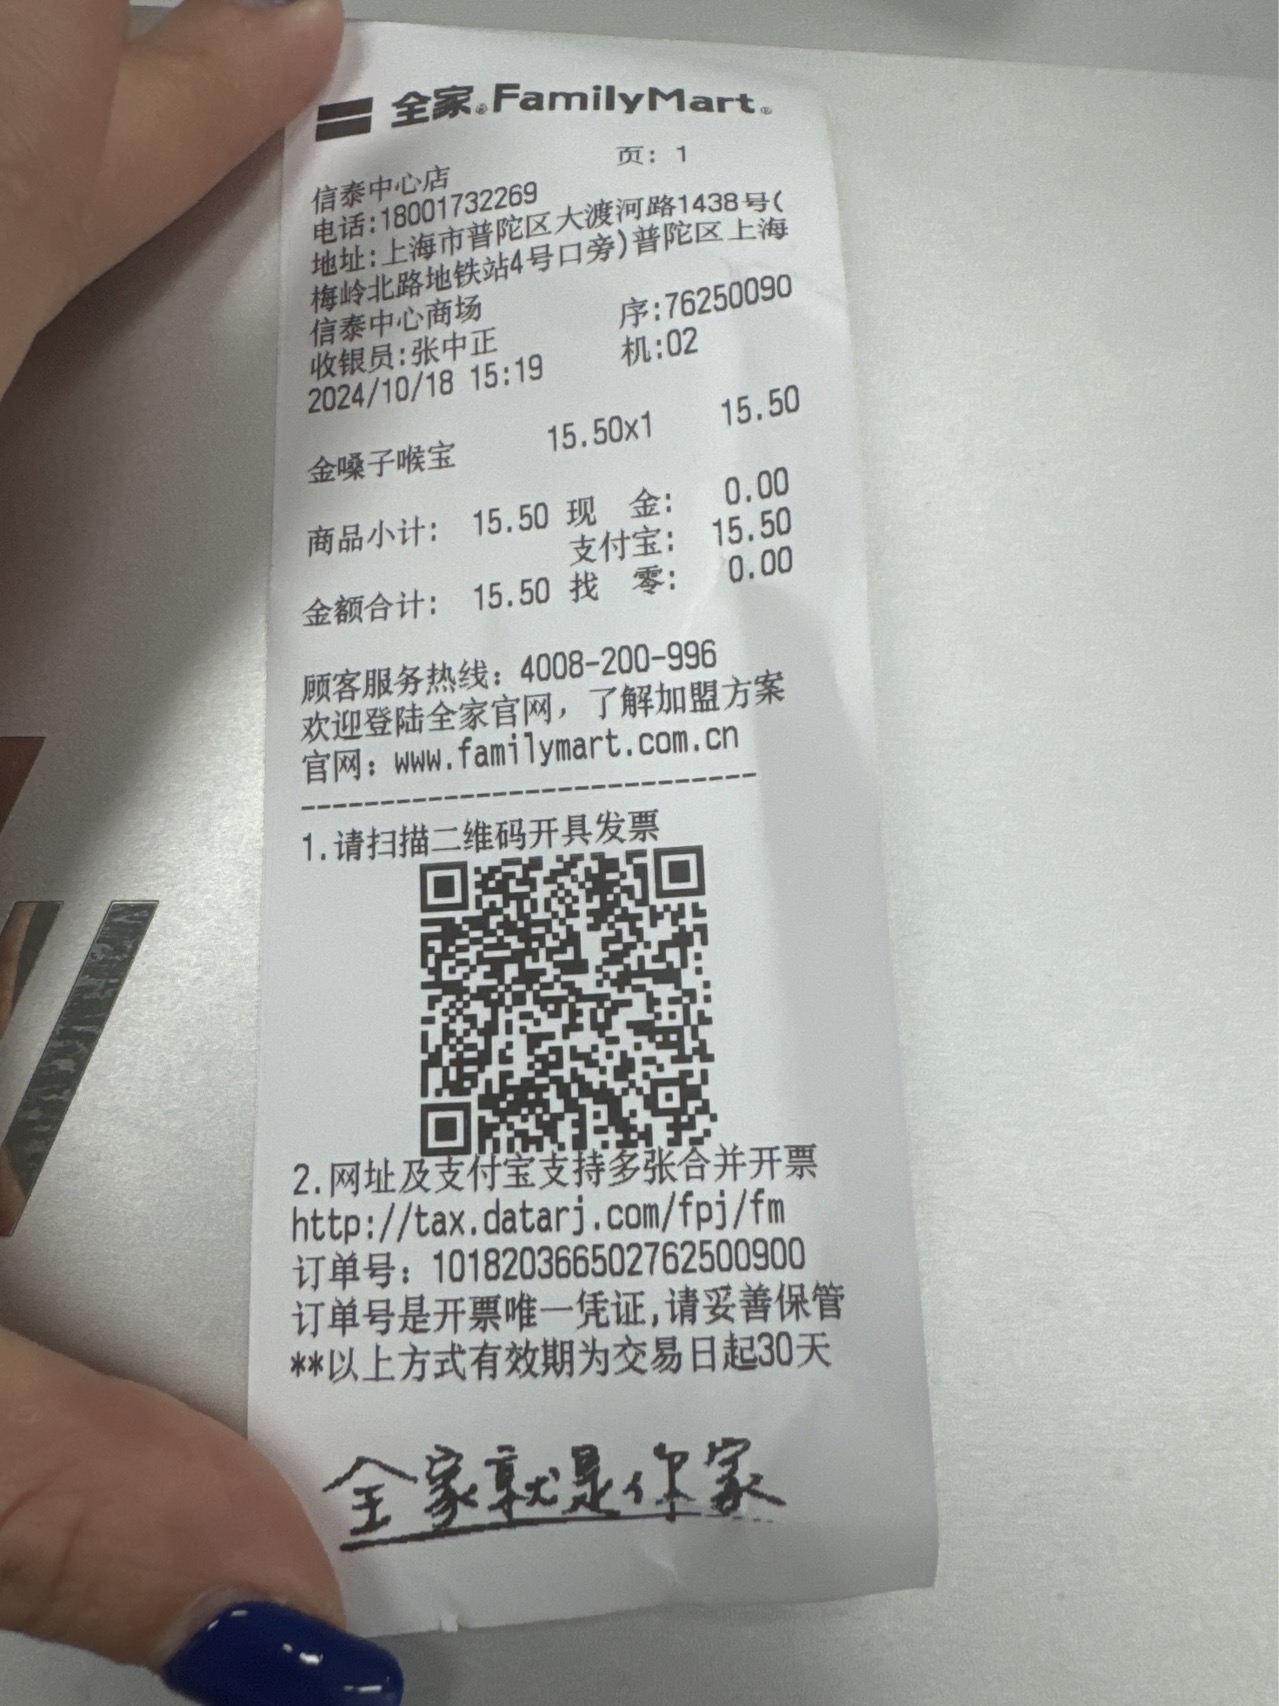 全家 FamilyMart
页: 1
信泰中心店
电话:18001732269
地址:上海市普陀区大渡河路1438号(
梅岭北路地铁站4号口旁)普陀区上海
信泰中心商场 序:76250090
收银员:张中正 机:02
2024/10/18 15:19
金嗓子喉宝 15.50x1 15.50
商品小计: 15.50 现 金: 0.00
支付宝: 15.50
金额合计: 15.50 找 零: 0.00
顾客服务热线: 4008-200-996
欢迎登陆全家官网，了解加盟方案
官网: www.familymart.com.cn
----------------------------
1.请扫描二维码开具发票
2.网址及支付宝支持多张合并开票
http://tax.datarj.com/fpj/fm
订单号: 101820366502762500900
订单号是开票唯一凭证,请妥善保管
**以上方式有效期为交易日起30天
全家就是你家